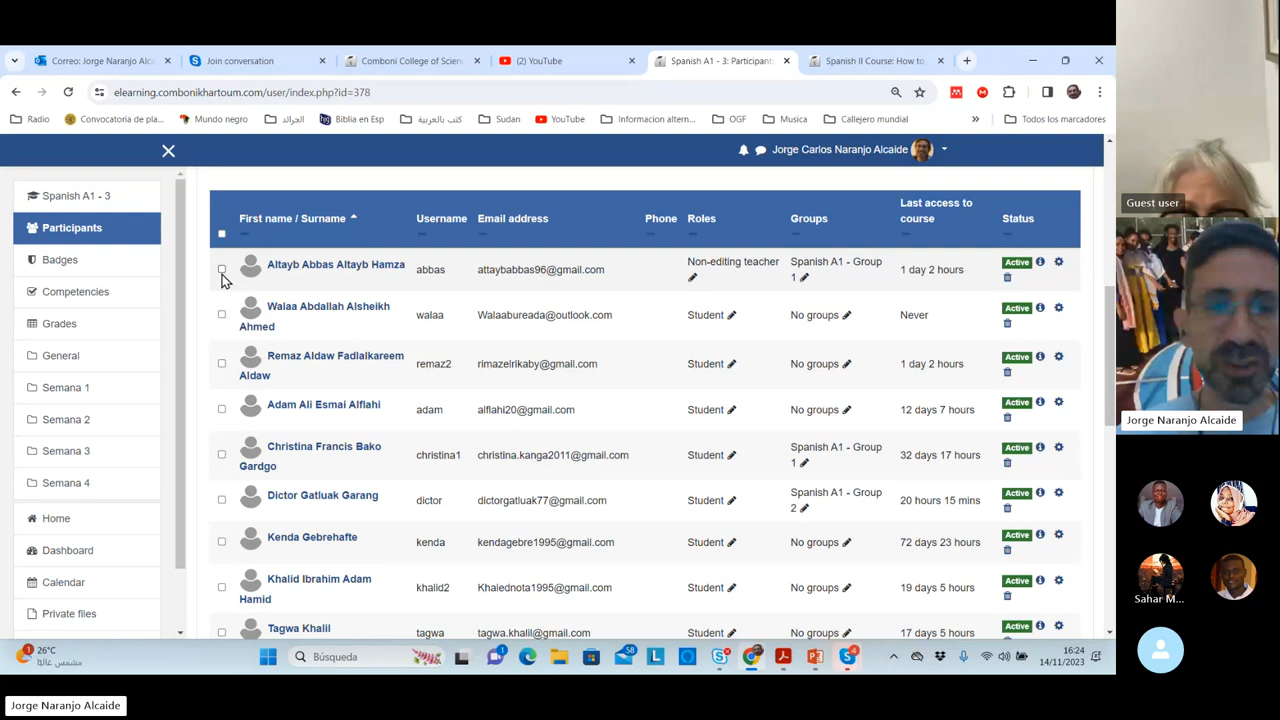 Correo: Jorge Naranjo Alca
Join conversation
Comboni College of Scien
(2) YouTube
Spanish A1 - 3: Participant
Spanish II Course: How to
elearning.combonikhartoum.com/user/index.php?id=378
Radio
Convocatoria de pla...
Mundo negro
الجرائد
Biblia en Esp
كتب بالعربية
Sudan
YouTube
Informacion altern...
OGF
Musica
Callejero mundial
»
Todos los marcadores
Jorge Carlos Naranjo Alcaide
Spanish A1 - 3
Participants
Badges
Competencies
Grades
General
Semana 1
Semana 2
Semana 3
Semana 4
Home
Dashboard
Calendar
Private files
First name / Surname
Username
Email address
Phone
Roles
Groups
Last access to
course
Status
Altayb Abbas Altayb Hamza
abbas
attaybabbas96@gmail.com
Non-editing teacher
Spanish A1 - Group
1
1 day 2 hours
Active
Walaa Abdallah Alsheikh
Ahmed
walaa
Walaabureada@outlook.com
Student
No groups
Never
Active
Remaz Aldaw Fadlalkareem
Aldaw
remaz2
rimazelrikaby@gmail.com
Student
No groups
1 day 2 hours
Active
Adam Ali Esmai Alflahi
adam
alflahi20@gmail.com
Student
No groups
12 days 7 hours
Active
Christina Francis Bako
Gardgo
christina1
christina.kanga2011@gmail.com
Student
Spanish A1 - Group
1
32 days 17 hours
Active
Dictor Gatluak Garang
dictor
dictorgatluak77@gmail.com
Student
Spanish A1 - Group
2
20 hours 15 mins
Active
Kenda Gebrehafte
kenda
kendagebre1995@gmail.com
Student
No groups
72 days 23 hours
Active
Khalid Ibrahim Adam
Hamid
khalid2
Khalednota1995@gmail.com
Student
No groups
19 days 5 hours
Active
Tagwa Khalil
tagwa
tagwa.khalil@gmail.com
Student
No groups
17 days 5 hours
Active
26°C
مشمس غالبًا
Búsqueda
58
16:24
14/11/2023
Guest user
Jorge Naranjo Alcaide
Sahar M...
Jorge Naranjo Alcaide